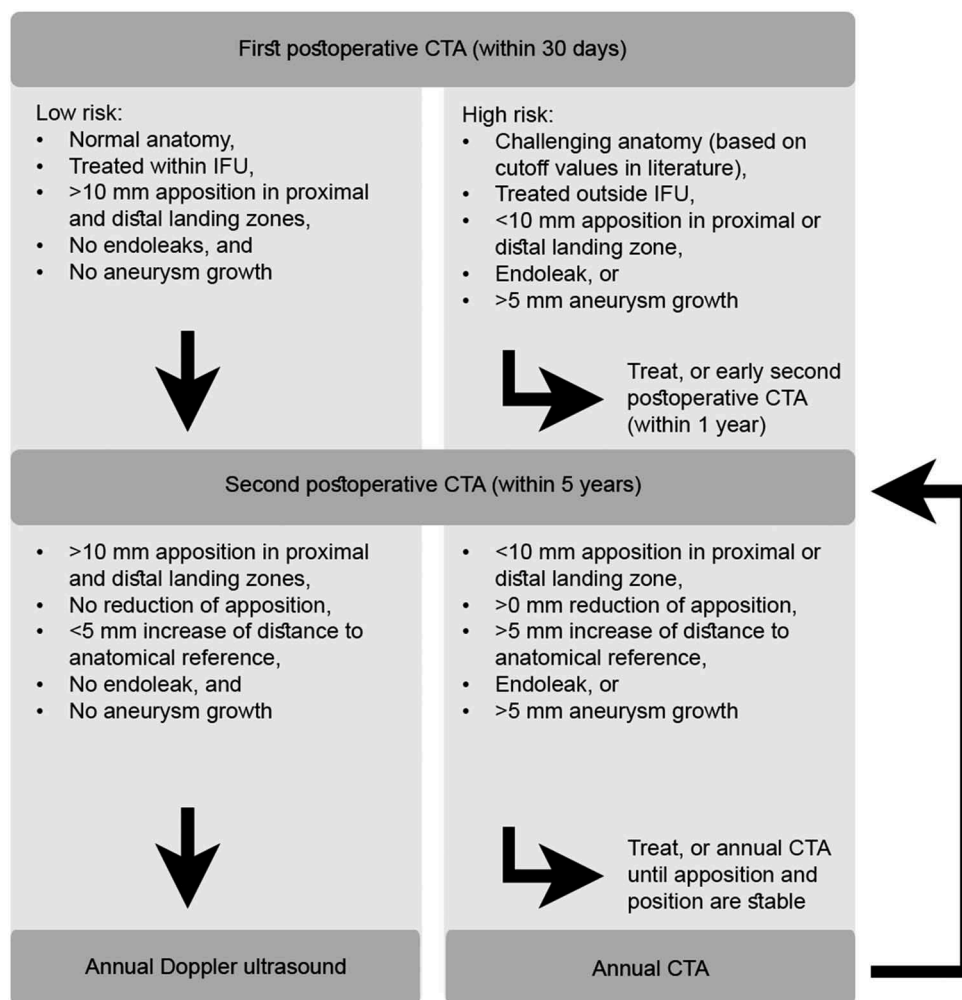 First postoperative CTA (within 30 days)
Low risk:
• Normal anatomy,
• Treated within IFU,
• >10 mm apposition in proximal
and distal landing zones,
• No endoleaks, and
• No aneurysm growth
High risk:
• Challenging anatomy (based on
cutoff values in literature),
• Treated outside IFU,
• <10 mm apposition in proximal or
distal landing zone,
• Endoleak, or
• >5 mm aneurysm growth
Treat, or early second
postoperative CTA
(within 1 year)
Second postoperative CTA (within 5 years)
• >10 mm apposition in proximal
and distal landing zones,
• No reduction of apposition,
• <5 mm increase of distance to
anatomical reference,
• No endoleak, and
• No aneurysm growth
• <10 mm apposition in proximal or
distal landing zone,
• >0 mm reduction of apposition,
• >5 mm increase of distance to
anatomical reference,
• Endoleak, or
• >5 mm aneurysm growth
Treat, or annual CTA
until apposition and
position are stable
Annual Doppler ultrasound
Annual CTA